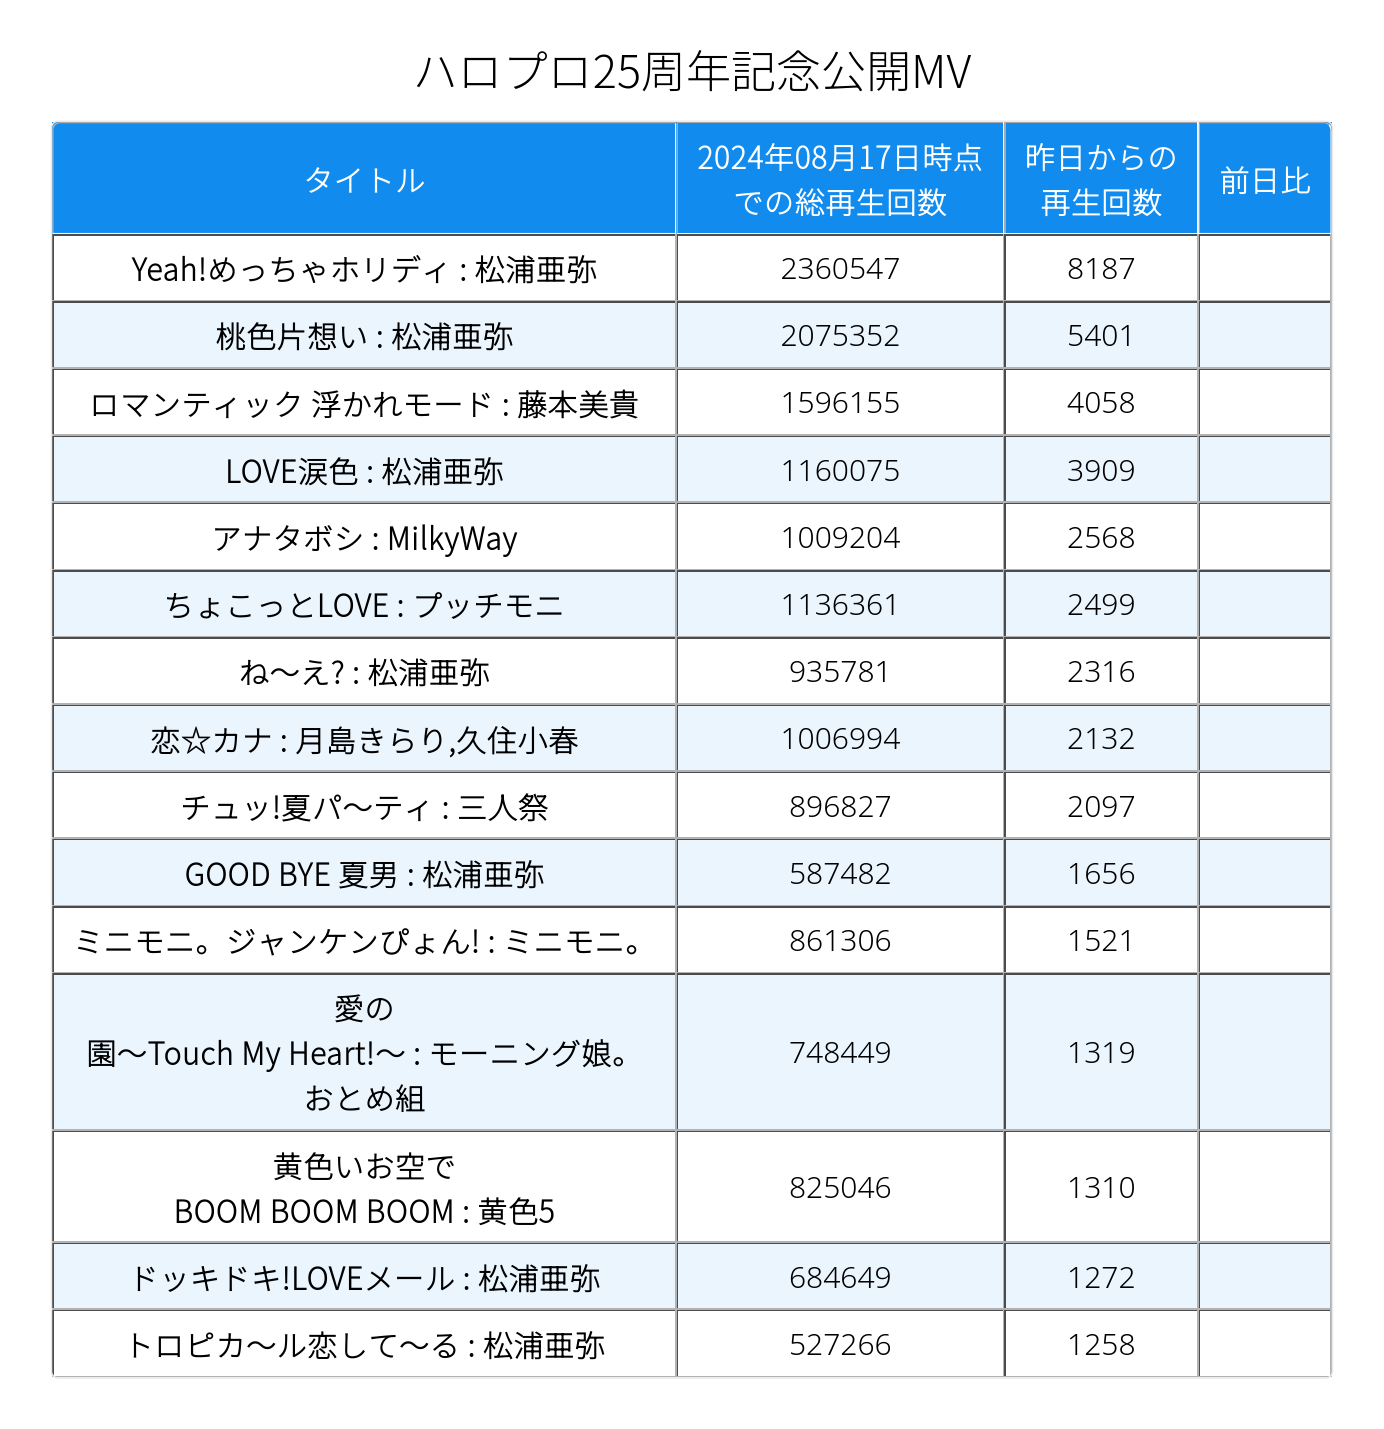 ハロプロ25周年記念公開MV
タイトル
2024年08月17日時点
での総再生回数
昨日からの
再生回数
前日比
Yeah!めっちゃホリディ : 松浦亜弥
2360547
8187
桃色片想い : 松浦亜弥
2075352
5401
ロマンティック 浮かれモード : 藤本美貴
1596155
4058
LOVE涙色 : 松浦亜弥
1160075
3909
アナタボシ : MilkyWay
1009204
2568
ちょこっとLOVE : プッチモニ
1136361
2499
ね〜え? : 松浦亜弥
935781
2316
恋☆カナ : 月島きらり,久住小春
1006994
2132
チュッ!夏パ〜ティ : 三人祭
896827
2097
GOOD BYE 夏男 : 松浦亜弥
587482
1656
ミニモニ。ジャンケンぴょん! : ミニモニ。
861306
1521
愛の
園〜Touch My Heart!〜 : モーニング娘。
おとめ組
748449
1319
黄色いお空で
BOOM BOOM BOOM : 黄色5
825046
1310
ドッキドキ!LOVEメール : 松浦亜弥
684649
1272
トロピカ〜ル恋して〜る : 松浦亜弥
527266
1258